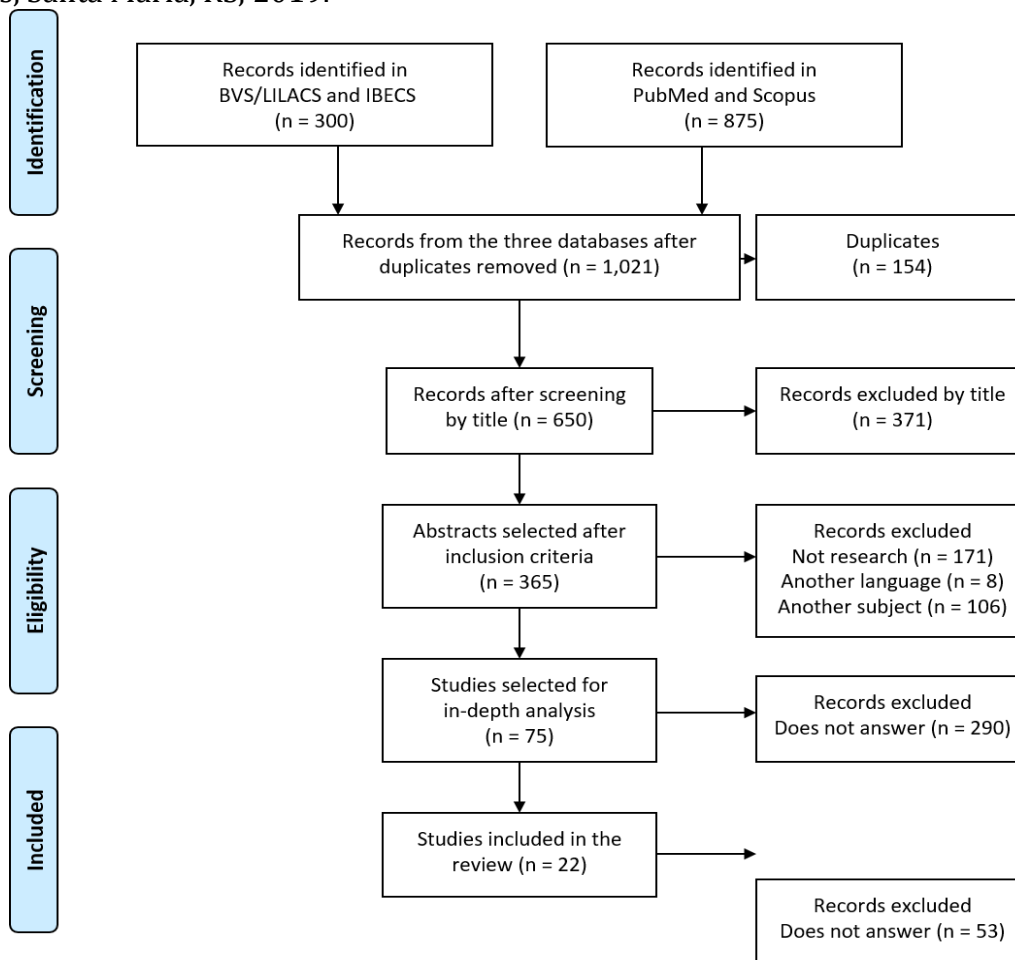 s, Santa Maria, RS, 2019.
Identification
Records identified in
BVS/LILACS and IBECS
(n = 300)
Records identified in
PubMed and Scopus
(n = 875)
Records from the three databases after
duplicates removed (n = 1,021)
Duplicates
(n = 154)
Screening
Records after screening
by title (n = 650)
Records excluded by title
(n = 371)
Eligibility
Abstracts selected after
inclusion criteria
(n = 365)
Records excluded
Not research (n = 171)
Another language (n = 8)
Another subject (n = 106)
Studies selected for
in-depth analysis
(n = 75)
Records excluded
Does not answer (n = 290)
Included
Studies included in the
review (n = 22)
Records excluded
Does not answer (n = 53)